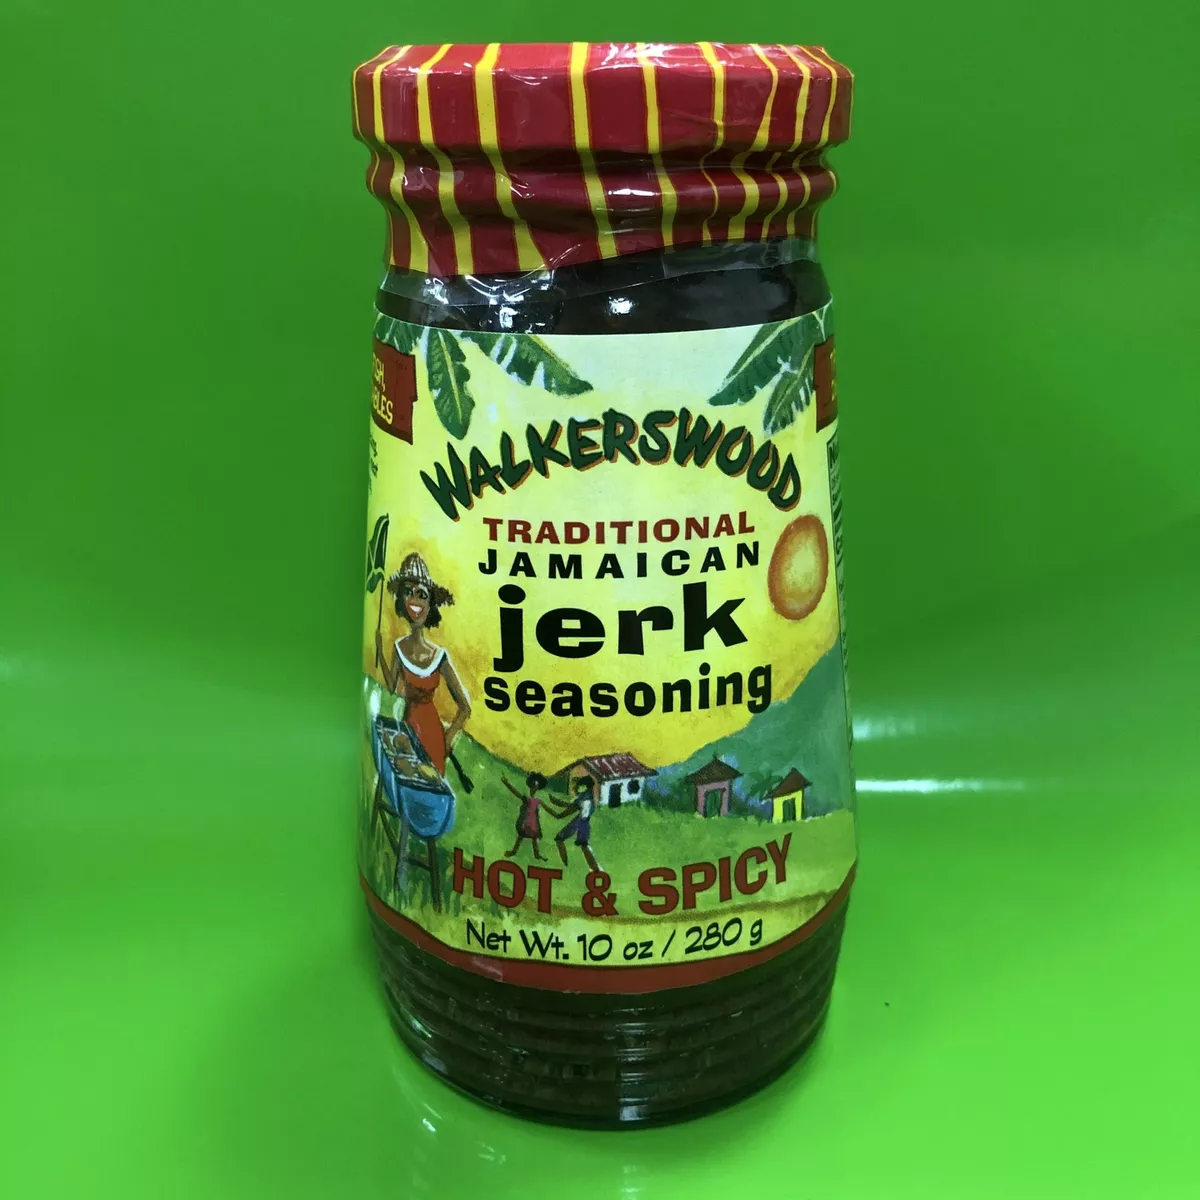 WALKERSWOOD
TRADITIONAL
JAMAICAN
jerk
seasoning
HOT & SPICY
Net Wt. 10 oz / 280 g